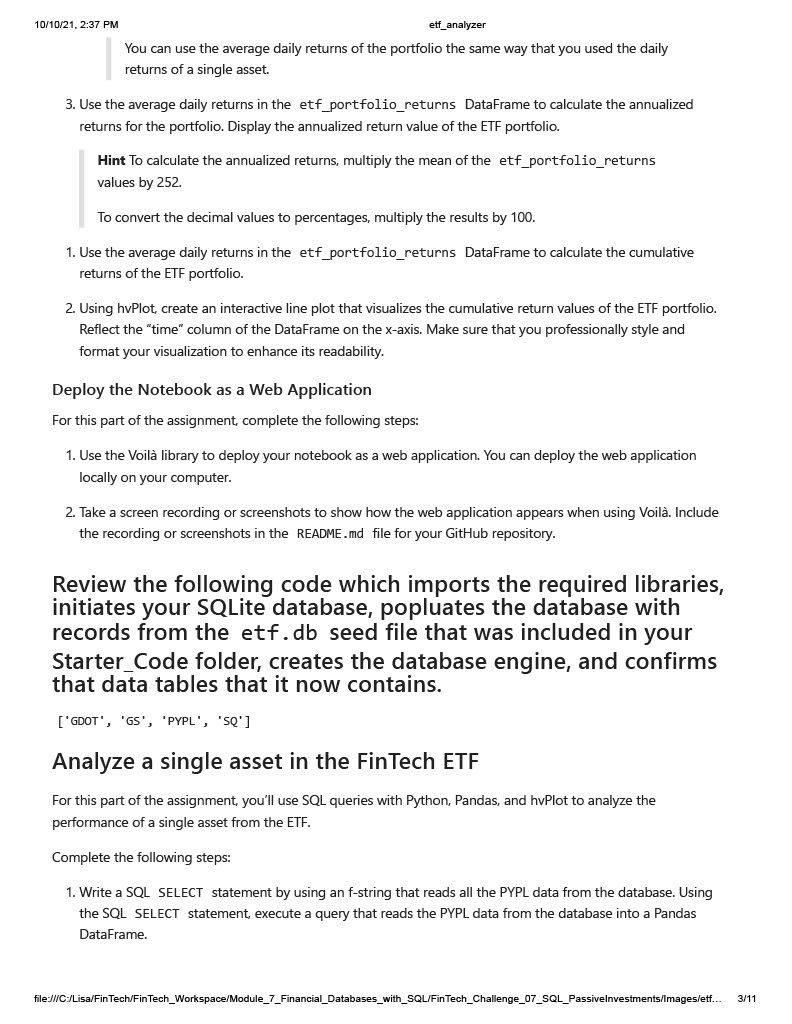 10/10/21, 2:37 PM
etf_analyzer
You can use the average daily returns of the portfolio the same way that you used the daily
returns of a single asset.
3. Use the average daily returns in the etf_portfolio_returns DataFrame to calculate the annualized
returns for the portfolio. Display the annualized return value of the ETF portfolio.
Hint To calculate the annualized returns, multiply the mean of the etf_portfolio_returns
values by 252.
To convert the decimal values to percentages, multiply the results by 100.
1. Use the average daily returns in the etf_portfolio_returns DataFrame to calculate the cumulative
returns of the ETF portfolio.
2. Using hvPlot, create an interactive line plot that visualizes the cumulative return values of the ETF portfolio.
Reflect the “time” column of the DataFrame on the x-axis. Make sure that you professionally style and
format your visualization to enhance its readability.
Deploy the Notebook as a Web Application
For this part of the assignment, complete the following steps:
1. Use the Voilà library to deploy your notebook as a web application. You can deploy the web application
locally on your computer.
2. Take a screen recording or screenshots to show how the web application appears when using Voilà. Include
the recording or screenshots in the README.md file for your GitHub repository.
Review the following code which imports the required libraries,
initiates your SQLite database, popluates the database with
records from the etf.db seed file that was included in your
Starter_Code folder, creates the database engine, and confirms
that data tables that it now contains.
['GDOT', 'GS', 'PYPL', 'SQ']
Analyze a single asset in the FinTech ETF
For this part of the assignment, you’ll use SQL queries with Python, Pandas, and hvPlot to analyze the
performance of a single asset from the ETF.
Complete the following steps:
1. Write a SQL SELECT statement by using an f-string that reads all the PYPL data from the database. Using
the SQL SELECT statement, execute a query that reads the PYPL data from the database into a Pandas
DataFrame.
file:///C:/Lisa/FinTech/FinTech_Workspace/Module_7_Financial_Databases_with_SQL/FinTech_Challenge_07_SQL_PassiveInvestments/Images/etf…
3/11